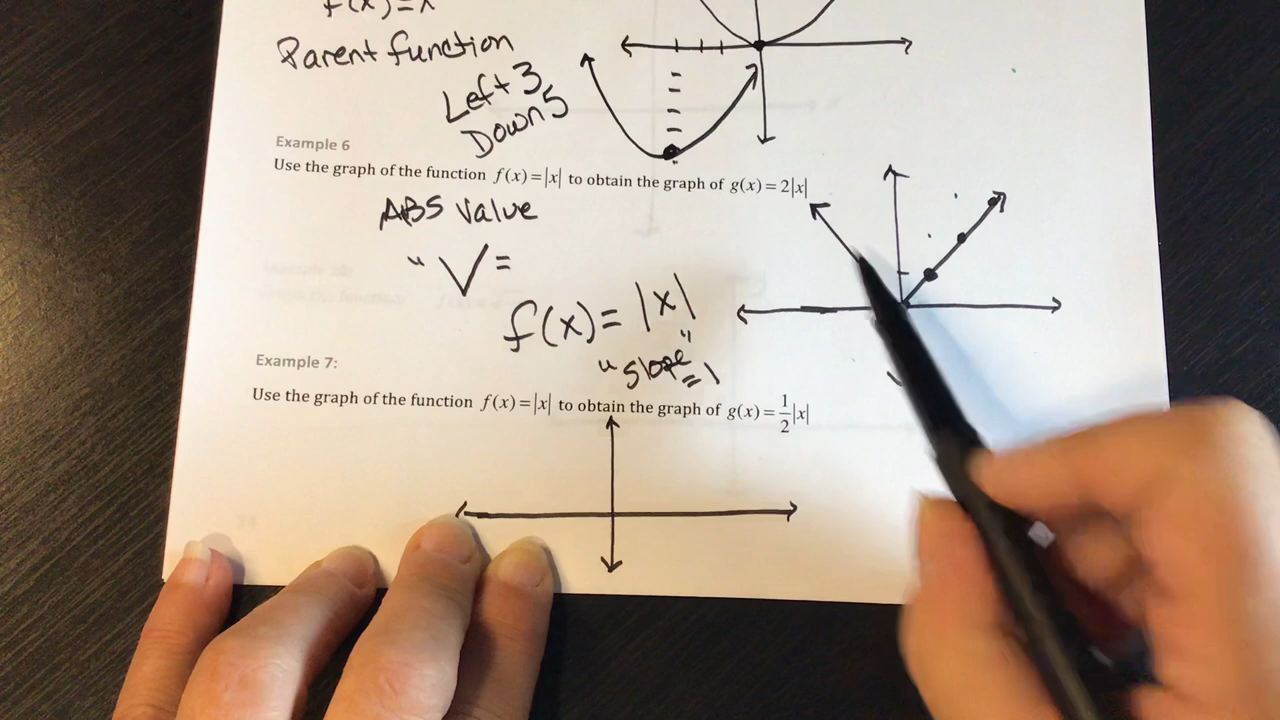 f(x)=x
Parent function
Left 3
Down 5
Example 6
Use the graph of the function f(x)=|x| to obtain the graph of g(x)=2|x|
ABS Value
"V=
f(x)=|x|
"slope"
=1
Example 7:
Use the graph of the function f(x)=|x| to obtain the graph of g(x)=1/2|x|